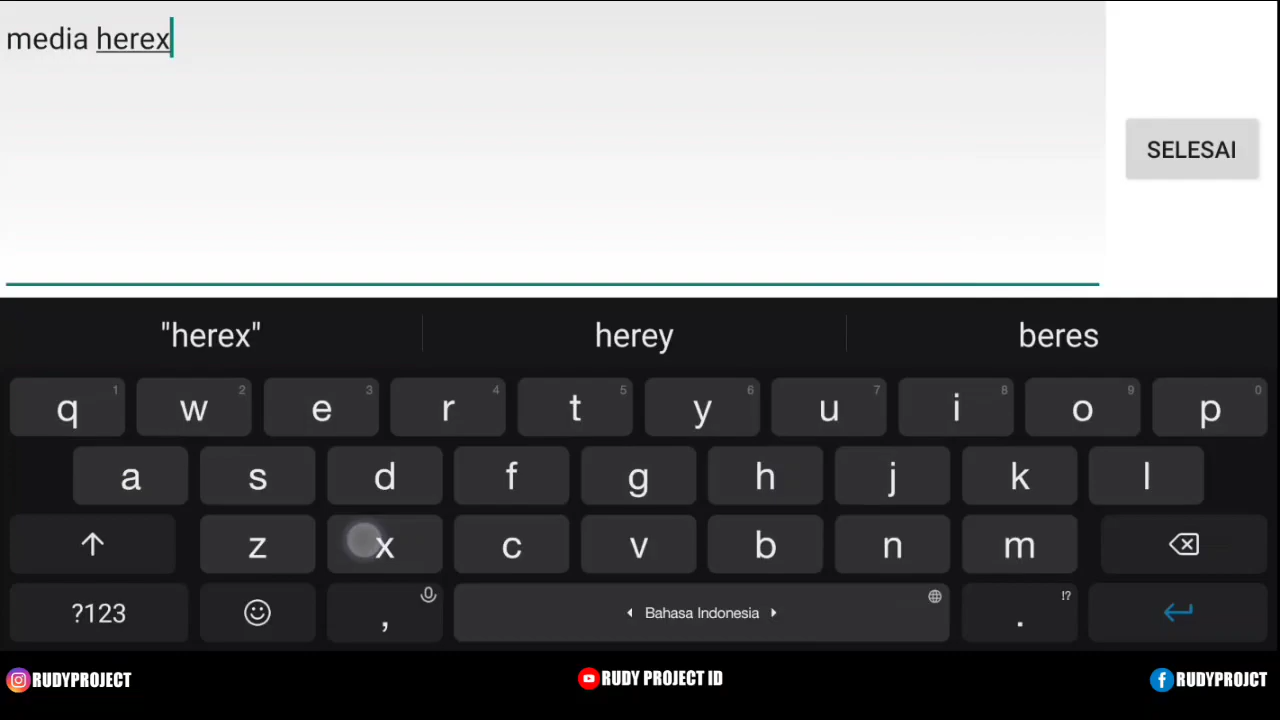 media herex
SELESAI
"herex" herey beres
q 1 w 2 e 3 r 4 t 5 y 6 u 7 i 8 o 9 p 0
a s d f g h j k l
z x c v b n m
?123 , Bahasa Indonesia . !?
RUDYPROJECT RUDY PROJECT ID RUDYPROJCT